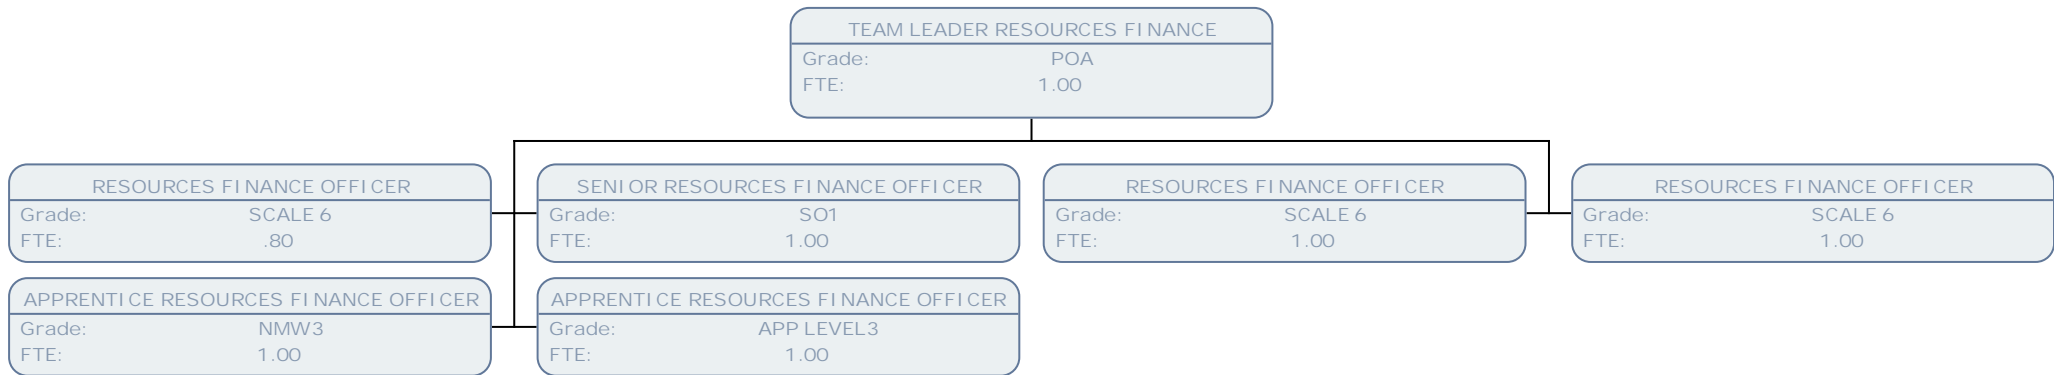 TEAM LEADER RESOURCES FINANCE
Grade: POA
FTE: 1.00
RESOURCES FINANCE OFFICER
Grade: SCALE 6
FTE: .80
SENIOR RESOURCES FINANCE OFFICER
Grade: SO1
FTE: 1.00
RESOURCES FINANCE OFFICER
Grade: SCALE 6
FTE: 1.00
RESOURCES FINANCE OFFICER
Grade: SCALE 6
FTE: 1.00
APPRENTICE RESOURCES FINANCE OFFICER
Grade: NMW3
FTE: 1.00
APPRENTICE RESOURCES FINANCE OFFICER
Grade: APP LEVEL3
FTE: 1.00